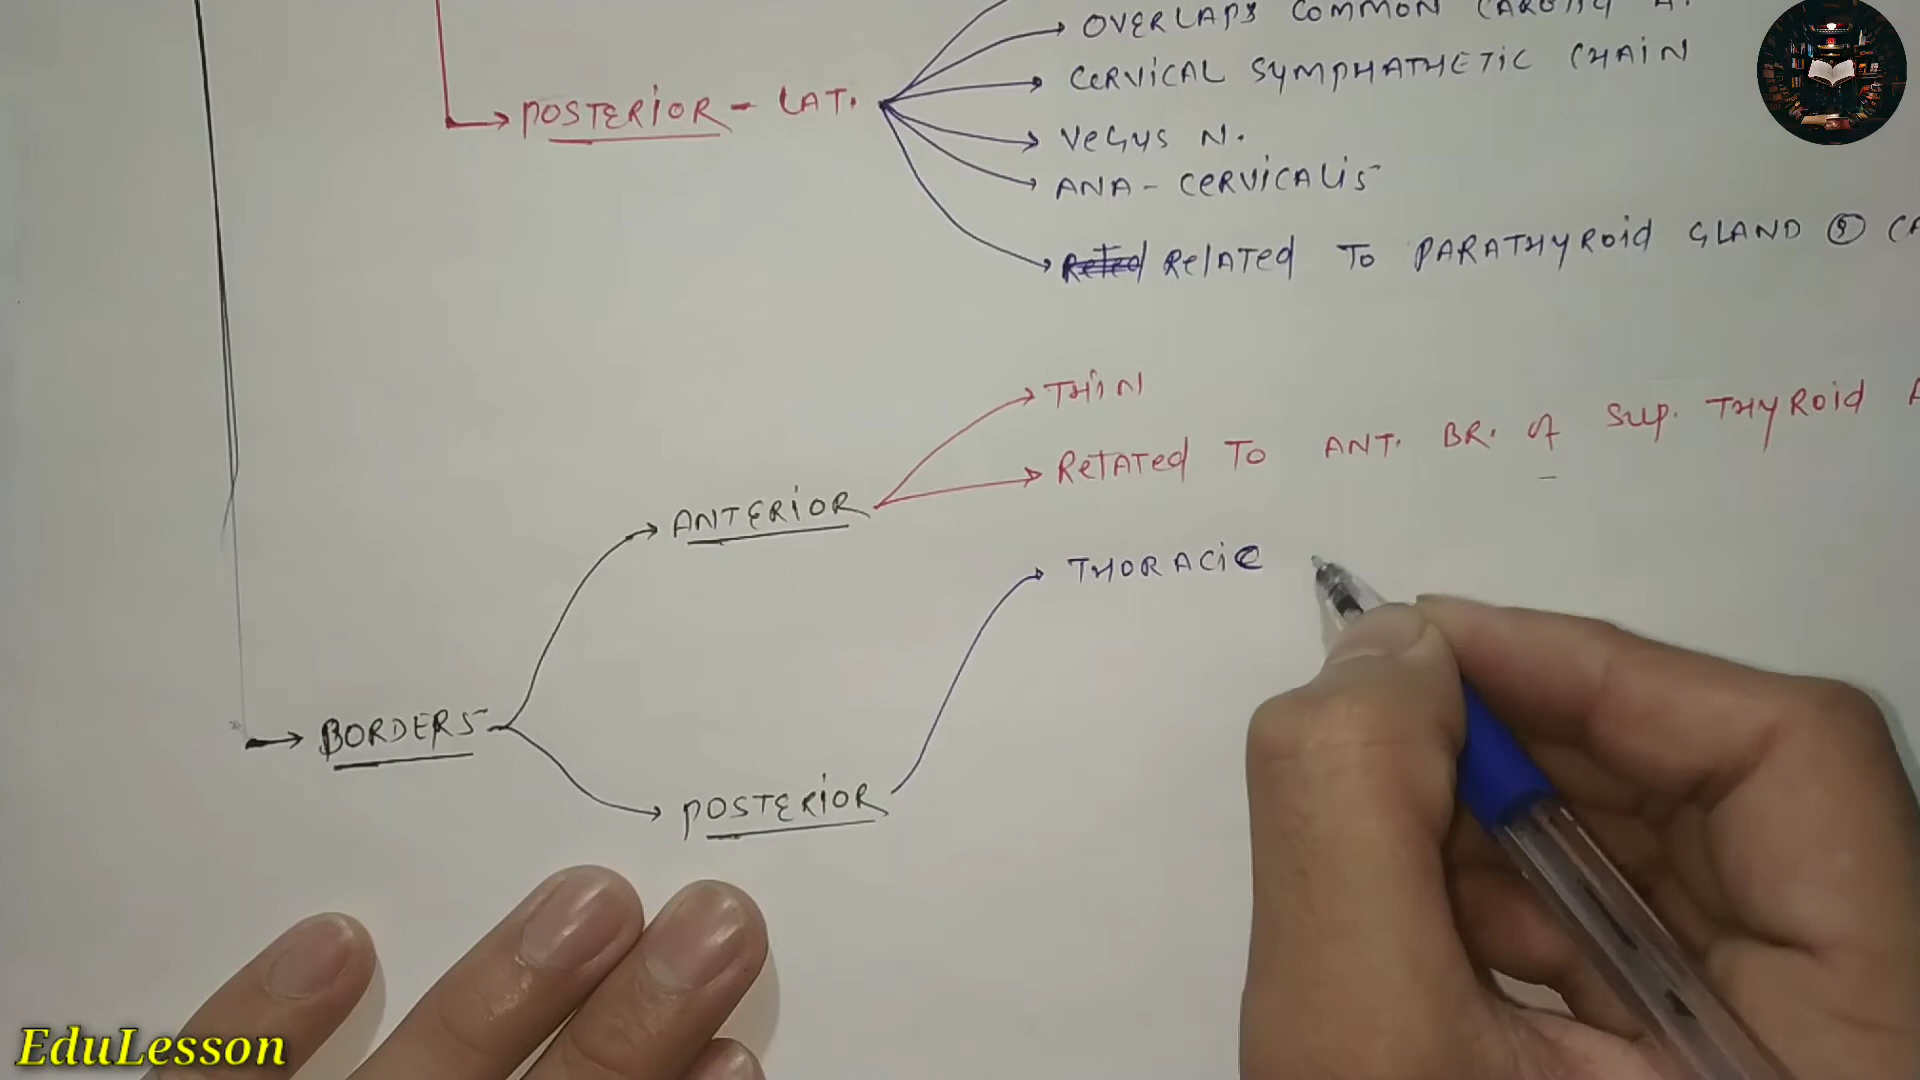 OVERLAPS COMMON CAROTID A.
CERVICAL SYMPHATHETIC CHAIN
POSTERIOR - LAT.
VEGUS N.
ANA - CERVICALIS
RELATED TO PARATHYROID GLAND
THIN
RETATED TO ANT. BR. of SUP. THYROID A
ANTERIOR
THORACIC
BORDERS
POSTERIOR
EduLesson